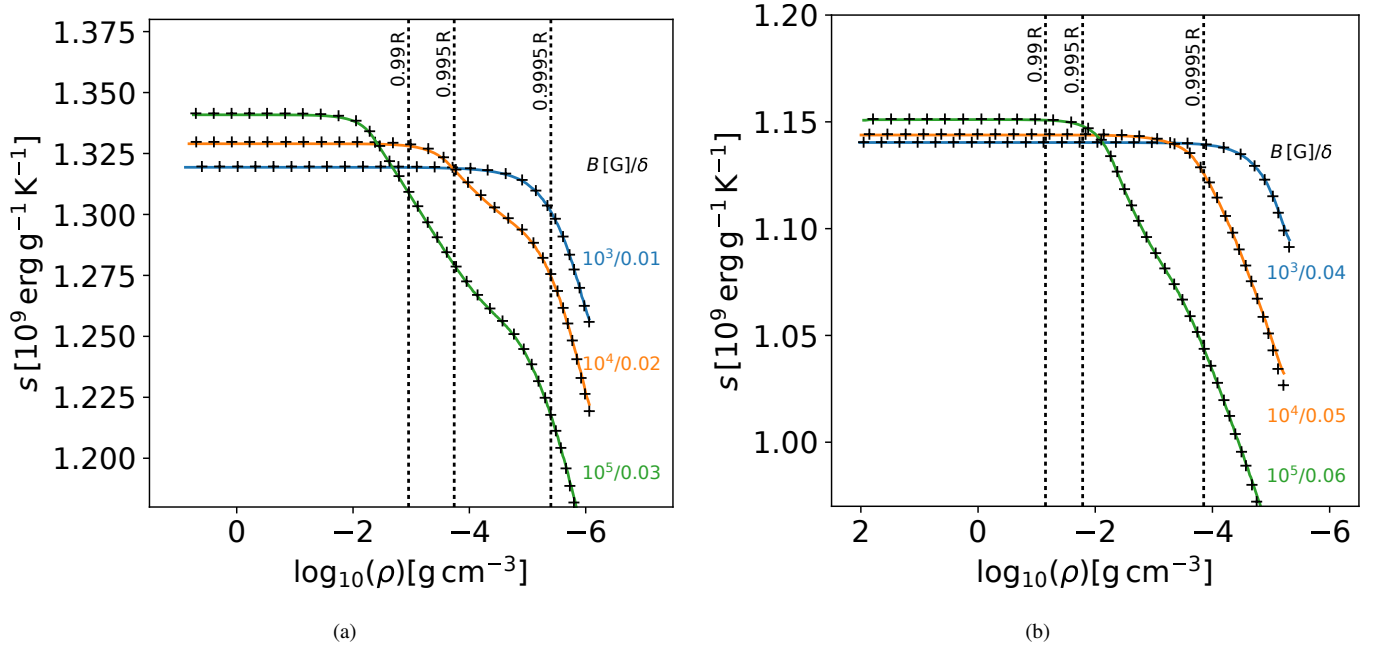 1.375
1.350
1.325
1.300
1.275
1.250
1.225
1.200
s [10⁹ erg g⁻¹ K⁻¹]
0.99 R
0.995 R
0.9995 R
B [G]/δ
10³/0.01
10⁴/0.02
10⁵/0.03
0 −2 −4 −6
log₁₀(ρ)[g cm⁻³]
(a)
1.20
1.15
1.10
1.05
1.00
s [10⁹ erg g⁻¹ K⁻¹]
0.99 R
0.995 R
0.9995 R
B [G]/δ
10³/0.04
10⁴/0.05
10⁵/0.06
2 0 −2 −4 −6
log₁₀(ρ)[g cm⁻³]
(b)